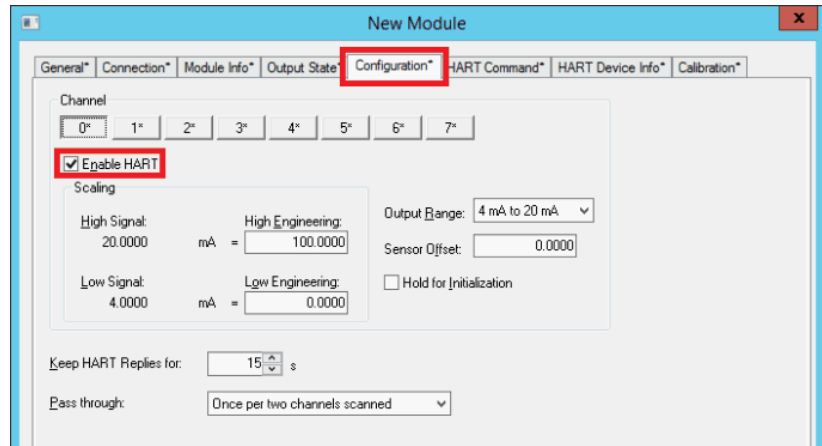 New Module
x
General* Connection* Module Info* Output State* Configuration* HART Command* HART Device Info* Calibration*
Channel
0* 1* 2* 3* 4* 5* 6* 7*
Enable HART
Scaling
High Signal: High Engineering: Output Range: 4 mA to 20 mA
20.0000 mA = 100.0000
Sensor Offset: 0.0000
Low Signal: Low Engineering: Hold for Initialization
4.0000 mA = 0.0000
Keep HART Replies for: 15 s
Pass through: Once per two channels scanned